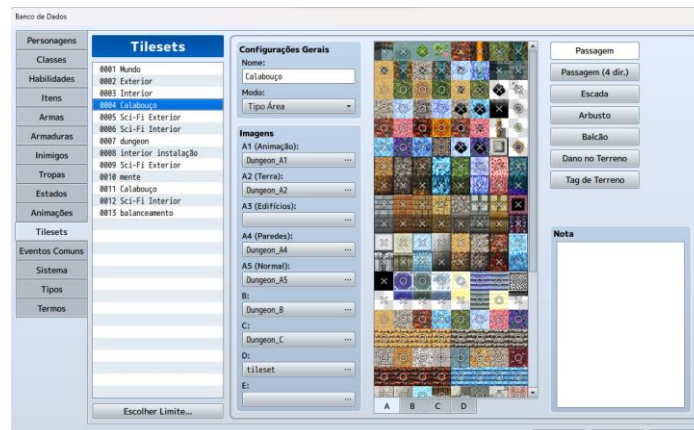 Banco de Dados
Personagens
Classes
Habilidades
Itens
Armas
Armaduras
Inimigos
Tropas
Estados
Animações
Tilesets
Eventos Comuns
Sistema
Tipos
Termos
Tilesets
0001 Mundo
0002 Exterior
0003 Interior
0004 Calabouço
0005 Sci-Fi Exterior
0006 Sci-Fi Interior
0007 dungeon
0008 interior instalação
0009 Sci-Fi Exterior
0010 mente
0011 Calabouço
0012 Sci-Fi Interior
0013 balanceamento
Escolher Limite...
Configurações Gerais
Nome:
Calabouço
Modo:
Tipo Área
Imagens
A1 (Animação):
Dungeon_A1 ...
A2 (Terra):
Dungeon_A2 ...
A3 (Edifícios):
...
A4 (Paredes):
Dungeon_A4 ...
A5 (Normal):
Dungeon_A5 ...
B:
Dungeon_B ...
C:
Dungeon_C ...
D:
tileset ...
E:
...
A B C D
Passagem
Passagem (4 dir.)
Escada
Arbusto
Balcão
Dano no Terreno
Tag de Terreno
Nota